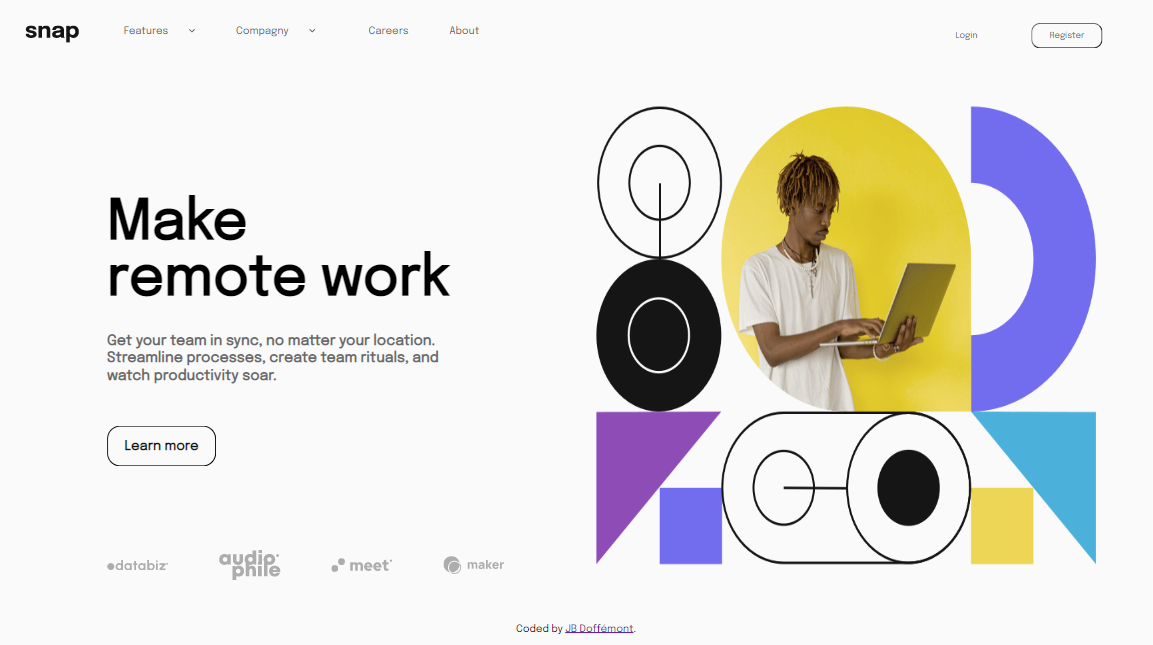 snap
Features
Compagny
Careers
About
Login
Register
Make
remote work
Get your team in sync, no matter your location.
Streamline processes, create team rituals, and
watch productivity soar.
Learn more
databiz
audio
phile
meet
maker
Coded by JB Doffémont.